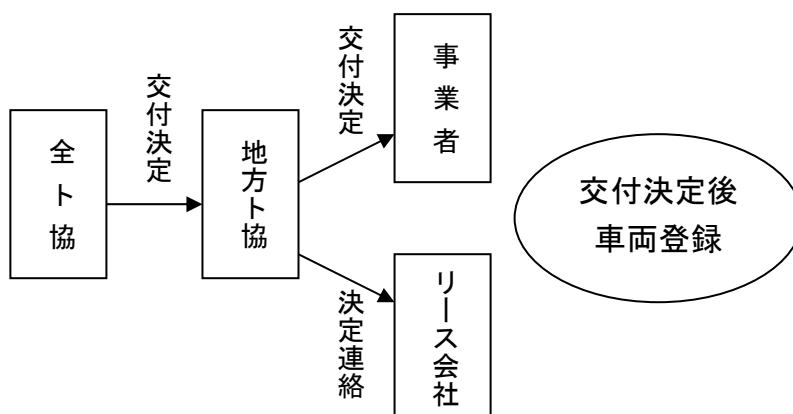 全ト協
交付決定
地方ト協
交付決定
事業者
決定連絡
リース会社
交付決定後
車両登録